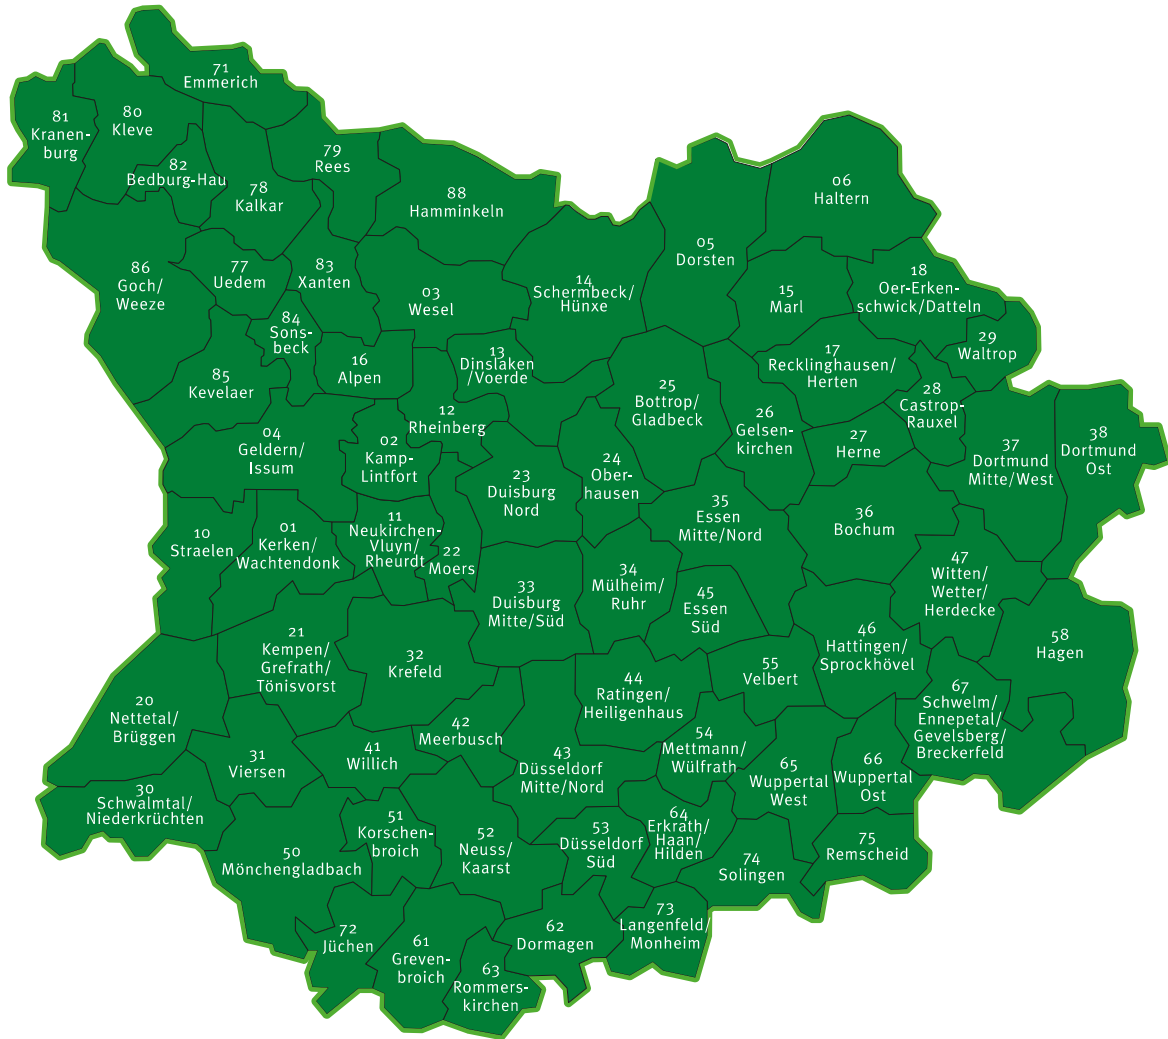 71
Emmerich
81
Kranen-
burg
80
Kleve
82
Bedburg-Hau
79
Rees
78
Kalkar
88
Hamminkeln
06
Haltern
05
Dorsten
86
Goch/
Weeze
77
Uedem
83
Xanten
03
Wesel
14
Schermbeck/
Hünxe
15
Marl
18
Oer-Erken-
schwick/Datteln
84
Sons-
beck
29
Waltrop
16
Alpen
13
Dinslaken
/Voerde
17
Recklinghausen/
Herten
85
Kevelaer
25
Bottrop/
Gladbeck
28
Castrop-
Rauxel
12
Rheinberg
26
Gelsen-
kirchen
04
Geldern/
Issum
02
Kamp-
Lintfort
27
Herne
37
Dortmund
Mitte/West
38
Dortmund
Ost
23
Duisburg
Nord
24
Ober-
hausen
10
Straelen
01
Kerken/
Wachtendonk
11
Neukirchen-
Vluyn/
Rheurdt
22
Moers
35
Essen
Mitte/Nord
36
Bochum
47
Witten/
Wetter/
Herdecke
33
Duisburg
Mitte/Süd
34
Mülheim/
Ruhr
45
Essen
Süd
21
Kempen/
Grefrath/
Tönisvorst
32
Krefeld
46
Hattingen/
Sprockhövel
58
Hagen
20
Nettetal/
Brüggen
44
Ratingen/
Heiligenhaus
55
Velbert
67
Schwelm/
Ennepetal/
Gevelsberg/
Breckerfeld
42
Meerbusch
31
Viersen
41
Willich
43
Düsseldorf
Mitte/Nord
54
Mettmann/
Wülfrath
65
Wuppertal
West
66
Wuppertal
Ost
30
Schwalmtal/
Niederkrüchten
51
Korschen-
broich
52
Neuss/
Kaarst
53
Düsseldorf
Süd
64
Erkrath/
Haan/
Hilden
75
Remscheid
50
Mönchengladbach
74
Solingen
72
Jüchen
61
Greven-
broich
62
Dormagen
73
Langenfeld/
Monheim
63
Rommers-
kirchen